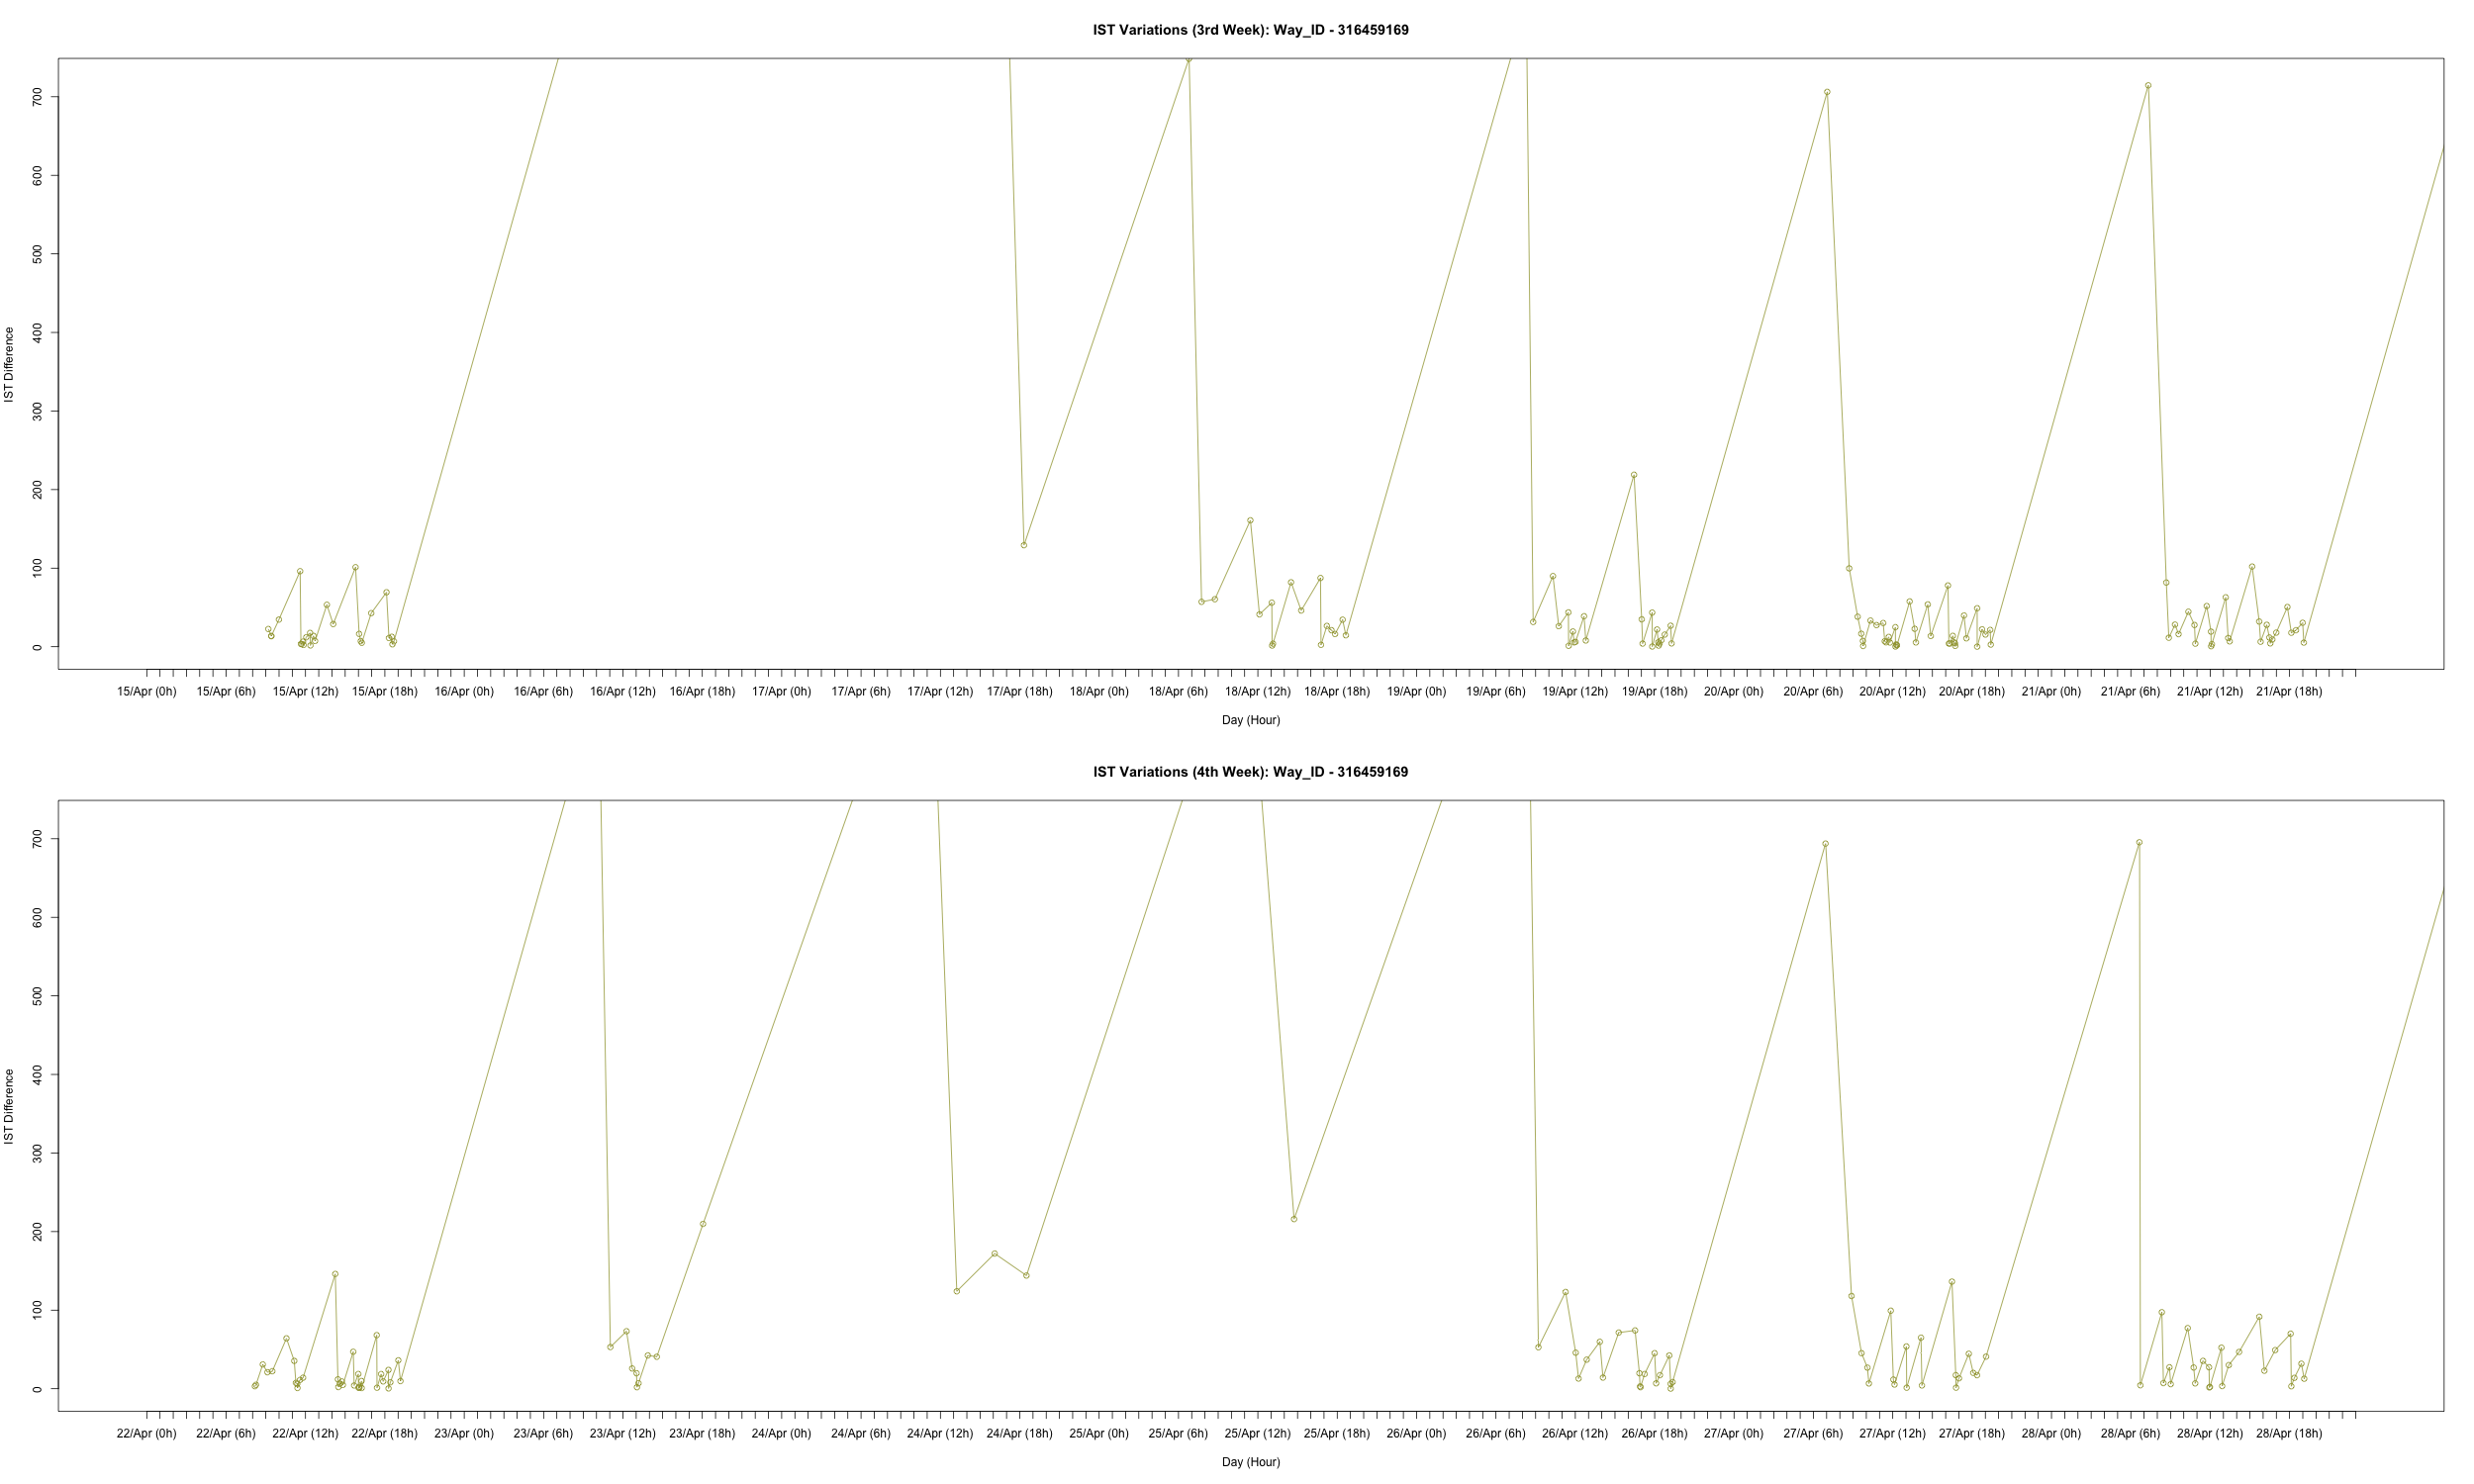 IST Variations (3rd Week): Way_ID - 316459169
IST Difference
700
600
500
400
300
200
100
0
15/Apr (0h) 15/Apr (6h) 15/Apr (12h) 15/Apr (18h) 16/Apr (0h) 16/Apr (6h) 16/Apr (12h) 16/Apr (18h) 17/Apr (0h) 17/Apr (6h) 17/Apr (12h) 17/Apr (18h) 18/Apr (0h) 18/Apr (6h) 18/Apr (12h) 18/Apr (18h) 19/Apr (0h) 19/Apr (6h) 19/Apr (12h) 19/Apr (18h) 20/Apr (0h) 20/Apr (6h) 20/Apr (12h) 20/Apr (18h) 21/Apr (0h) 21/Apr (6h) 21/Apr (12h) 21/Apr (18h)
Day (Hour)
IST Variations (4th Week): Way_ID - 316459169
IST Difference
700
600
500
400
300
200
100
0
22/Apr (0h) 22/Apr (6h) 22/Apr (12h) 22/Apr (18h) 23/Apr (0h) 23/Apr (6h) 23/Apr (12h) 23/Apr (18h) 24/Apr (0h) 24/Apr (6h) 24/Apr (12h) 24/Apr (18h) 25/Apr (0h) 25/Apr (6h) 25/Apr (12h) 25/Apr (18h) 26/Apr (0h) 26/Apr (6h) 26/Apr (12h) 26/Apr (18h) 27/Apr (0h) 27/Apr (6h) 27/Apr (12h) 27/Apr (18h) 28/Apr (0h) 28/Apr (6h) 28/Apr (12h) 28/Apr (18h)
Day (Hour)